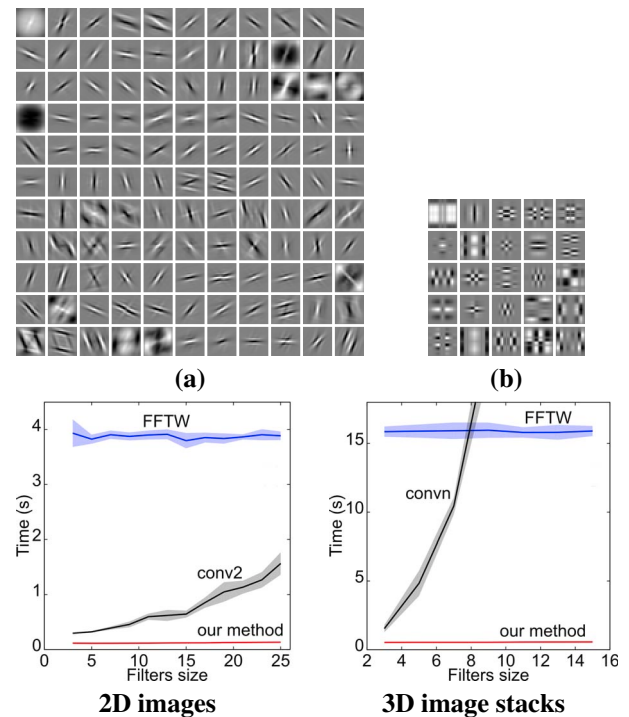 (a)
(b)
FFTW
conv2
our method
Time (s)
4
3
2
1
0
0
5
10
15
20
25
Filters size
2D images
FFTW
convn
our method
Time (s)
15
10
5
0
2
4
6
8
10
12
14
16
Filters size
3D image stacks